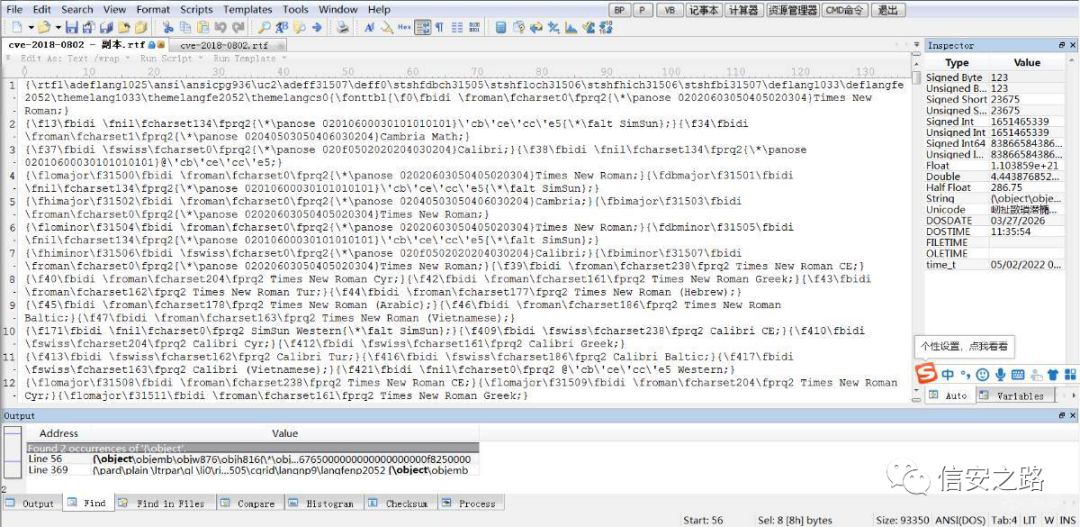 File Edit Search View Format Scripts Templates Tools Window Help BP P VB 记事本 计算器 资源管理器 CMD命令 退出
cve-2018-0802 - 副本.rtf cve-2018-0802.rtf
Edit As: Text /wrap Run Script Run Template
0 10 20 30 40 50 60 70 80 90 100 110 120 130
1 {\rtf1\adeflang1025\ansi\ansicpg936\uc2\adeff31507\deff0\stshfdbch31505\stshfloch31506\stshfhich31506\stshfbi31507\deflang1033\deflangfe
2052\themelang1033\themelangfe2052\themelangcs0{\fonttbl{\f0\fbidi \froman\fcharset0\fprq2{\*\panose 02020603050405020304}Times New
Roman;}
2 {\f13\fbidi \fnil\fcharset134\fprq2{\*\panose 02010600030101010101}\'cb\'ce\'cc\'e5{\*\falt SimSun};}{\f34\fbidi
\froman\fcharset1\fprq2{\*\panose 02040503050406030204}Cambria Math;}
3 {\f37\fbidi \fswiss\fcharset0\fprq2{\*\panose 020f0502020204030204}Calibri;}{\f38\fbidi \fnil\fcharset134\fprq2{\*\panose
02010600030101010101}@\'cb\'ce\'cc\'e5;}
4 {\flomajor\f31500\fbidi \froman\fcharset0\fprq2{\*\panose 02020603050405020304}Times New Roman;}{\fdbmajor\f31501\fbidi
\fnil\fcharset134\fprq2{\*\panose 02010600030101010101}\'cb\'ce\'cc\'e5{\*\falt SimSun};}
5 {\fhimajor\f31502\fbidi \froman\fcharset0\fprq2{\*\panose 02040503050406030204}Cambria;}{\fbimajor\f31503\fbidi
\froman\fcharset0\fprq2{\*\panose 02020603050405020304}Times New Roman;}
6 {\flominor\f31504\fbidi \froman\fcharset0\fprq2{\*\panose 02020603050405020304}Times New Roman;}{\fdbminor\f31505\fbidi
\fnil\fcharset134\fprq2{\*\panose 02010600030101010101}\'cb\'ce\'cc\'e5{\*\falt SimSun};}
7 {\fhiminor\f31506\fbidi \fswiss\fcharset0\fprq2{\*\panose 020f0502020204030204}Calibri;}{\fbiminor\f31507\fbidi
\froman\fcharset0\fprq2{\*\panose 02020603050405020304}Times New Roman;}{\f39\fbidi \froman\fcharset238\fprq2 Times New Roman CE;}
8 {\f40\fbidi \froman\fcharset204\fprq2 Times New Roman Cyr;}{\f42\fbidi \froman\fcharset161\fprq2 Times New Roman Greek;}{\f43\fbidi
\froman\fcharset162\fprq2 Times New Roman Tur;}{\f44\fbidi \froman\fcharset177\fprq2 Times New Roman (Hebrew);}
9 {\f45\fbidi \froman\fcharset178\fprq2 Times New Roman (Arabic);}{\f46\fbidi \froman\fcharset186\fprq2 Times New Roman
Baltic;}{\f47\fbidi \froman\fcharset163\fprq2 Times New Roman (Vietnamese);}
10 {\f171\fbidi \fnil\fcharset0\fprq2 SimSun Western{\*\falt SimSun};}{\f409\fbidi \fswiss\fcharset238\fprq2 Calibri CE;}{\f410\fbidi
\fswiss\fcharset204\fprq2 Calibri Cyr;}{\f412\fbidi \fswiss\fcharset161\fprq2 Calibri Greek;}
11 {\f413\fbidi \fswiss\fcharset162\fprq2 Calibri Tur;}{\f416\fbidi \fswiss\fcharset186\fprq2 Calibri Baltic;}{\f417\fbidi
\fswiss\fcharset163\fprq2 Calibri (Vietnamese);}{\f421\fbidi \fnil\fcharset0\fprq2 @\'cb\'ce\'cc\'e5 Western;}
12 {\flomajor\f31508\fbidi \froman\fcharset238\fprq2 Times New Roman CE;}{\flomajor\f31509\fbidi \froman\fcharset204\fprq2 Times New Roman
Cyr;}{\flomajor\f31511\fbidi \froman\fcharset161\fprq2 Times New Roman Greek;}
Inspector
Type Value
Signed Byte 123
Unsigned B... 123
Signed Short 23675
Unsigned S... 23675
Signed Int 1651465339
Unsigned Int 1651465339
Signed Int64 83866584386...
Unsigned I... 83866584386...
Float 1.103859e+21
Double 4.443876852...
Half Float 286.75
String {\object\obje...
Unicode
DOSDATE 03/27/2026
DOSTIME 11:35:54
FILETIME
OLETIME
time_t 05/02/2022 0...
个性设置，点我看看
中
Auto Variables
Output
Address Value
Found 2 occurrences of '{\object'.
Line 56 {\object\objemb\objw876\objh816{\*\obj...67650000000000000000000f8250000
Line 369 {\pard\plain \ltrpar\ql \li0\ri...505\cgrid\langnp9\langfenp2052 {\object\objemb
2
Output Find Find in Files Compare Histogram Checksum Process
信安之路
Start: 56 Sel: 8 [8h] bytes Size: 93350 ANSI(DOS) Tab:4 LIT W INS